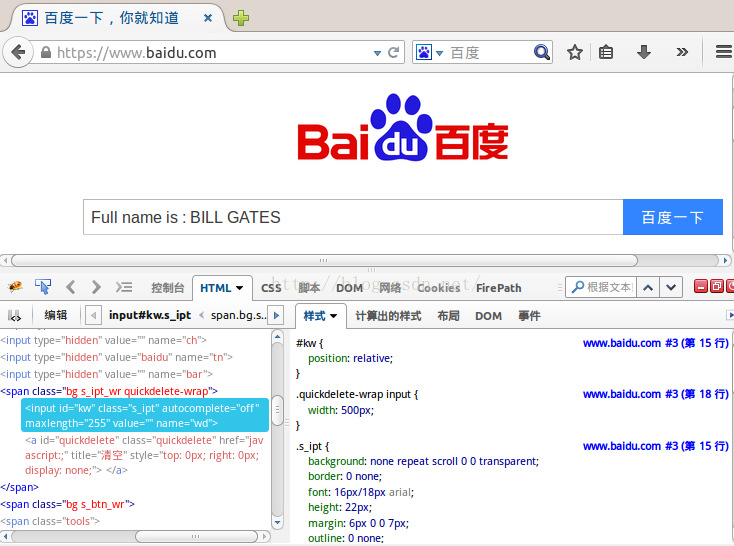 百度一下，你就知道
https://www.baidu.com
百度
Bai du 百度
Full name is : BILL GATES
百度一下
控制台 HTML CSS 脚本 DOM 网络 Cookies FirePath
根据文本
编辑 input#kw.s_ipt < span.bg.s..
样式 计算出的样式 布局 DOM 事件
<input type="hidden" value="" name="ch">
<input type="hidden" value="baidu" name="tn">
<input type="hidden" value="" name="bar">
<span class="bg s_ipt_wr quickdelete-wrap">
<input id="kw" class="s_ipt" autocomplete="off"
maxlength="255" value="" name="wd">
<a id="quickdelete" class="quickdelete" href="jav
ascript:;" title="清空" style="top: 0px; right: 0px;
display: none;"> </a>
</span>
<span class="bg s_btn_wr">
<span class="tools">
#kw { www.baidu.com #3 (第 15 行)
position: relative;
}
.quickdelete-wrap input { www.baidu.com #3 (第 18 行)
width: 500px;
}
.s_ipt { www.baidu.com #3 (第 15 行)
background: none repeat scroll 0 0 transparent;
border: 0 none;
font: 16px/18px arial;
height: 22px;
margin: 6px 0 0 7px;
outline: 0 none;